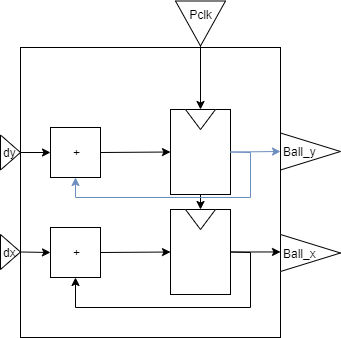 Pclk
dy
+
Ball_y
dx
+
Ball_x